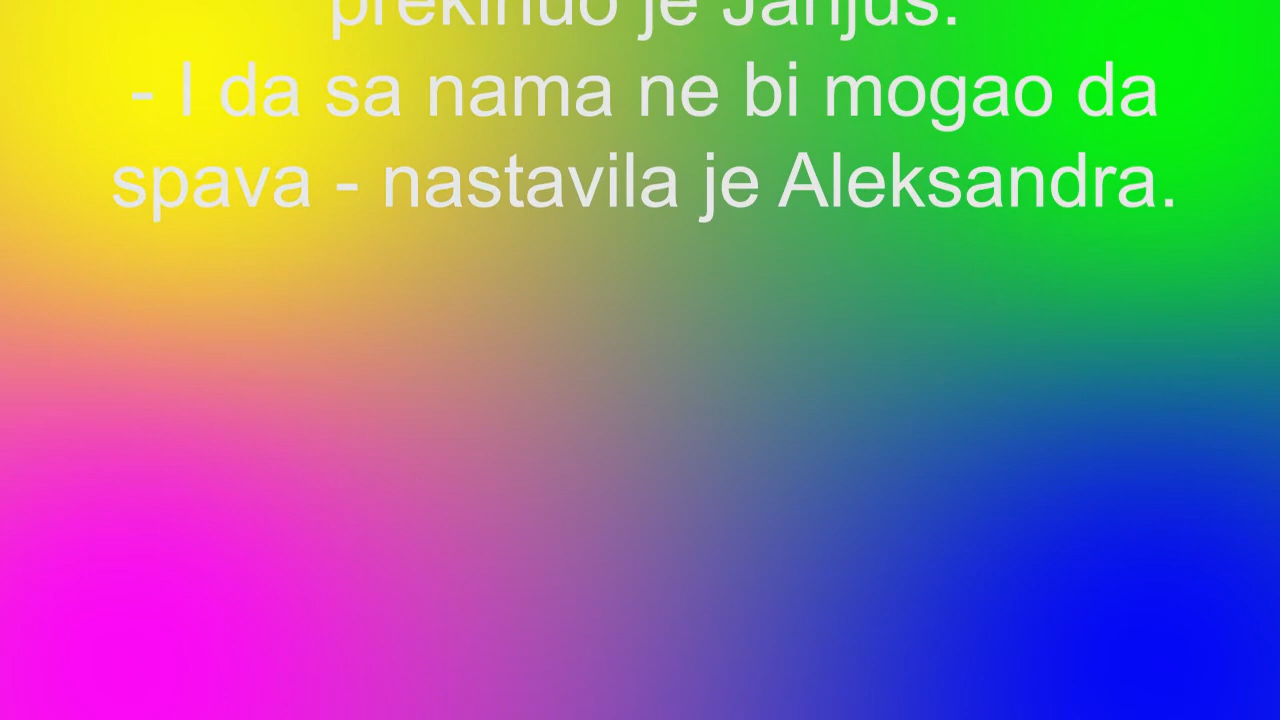 prekinuo je Janjuš.
- I da sa nama ne bi mogao da
spava - nastavila je Aleksandra.